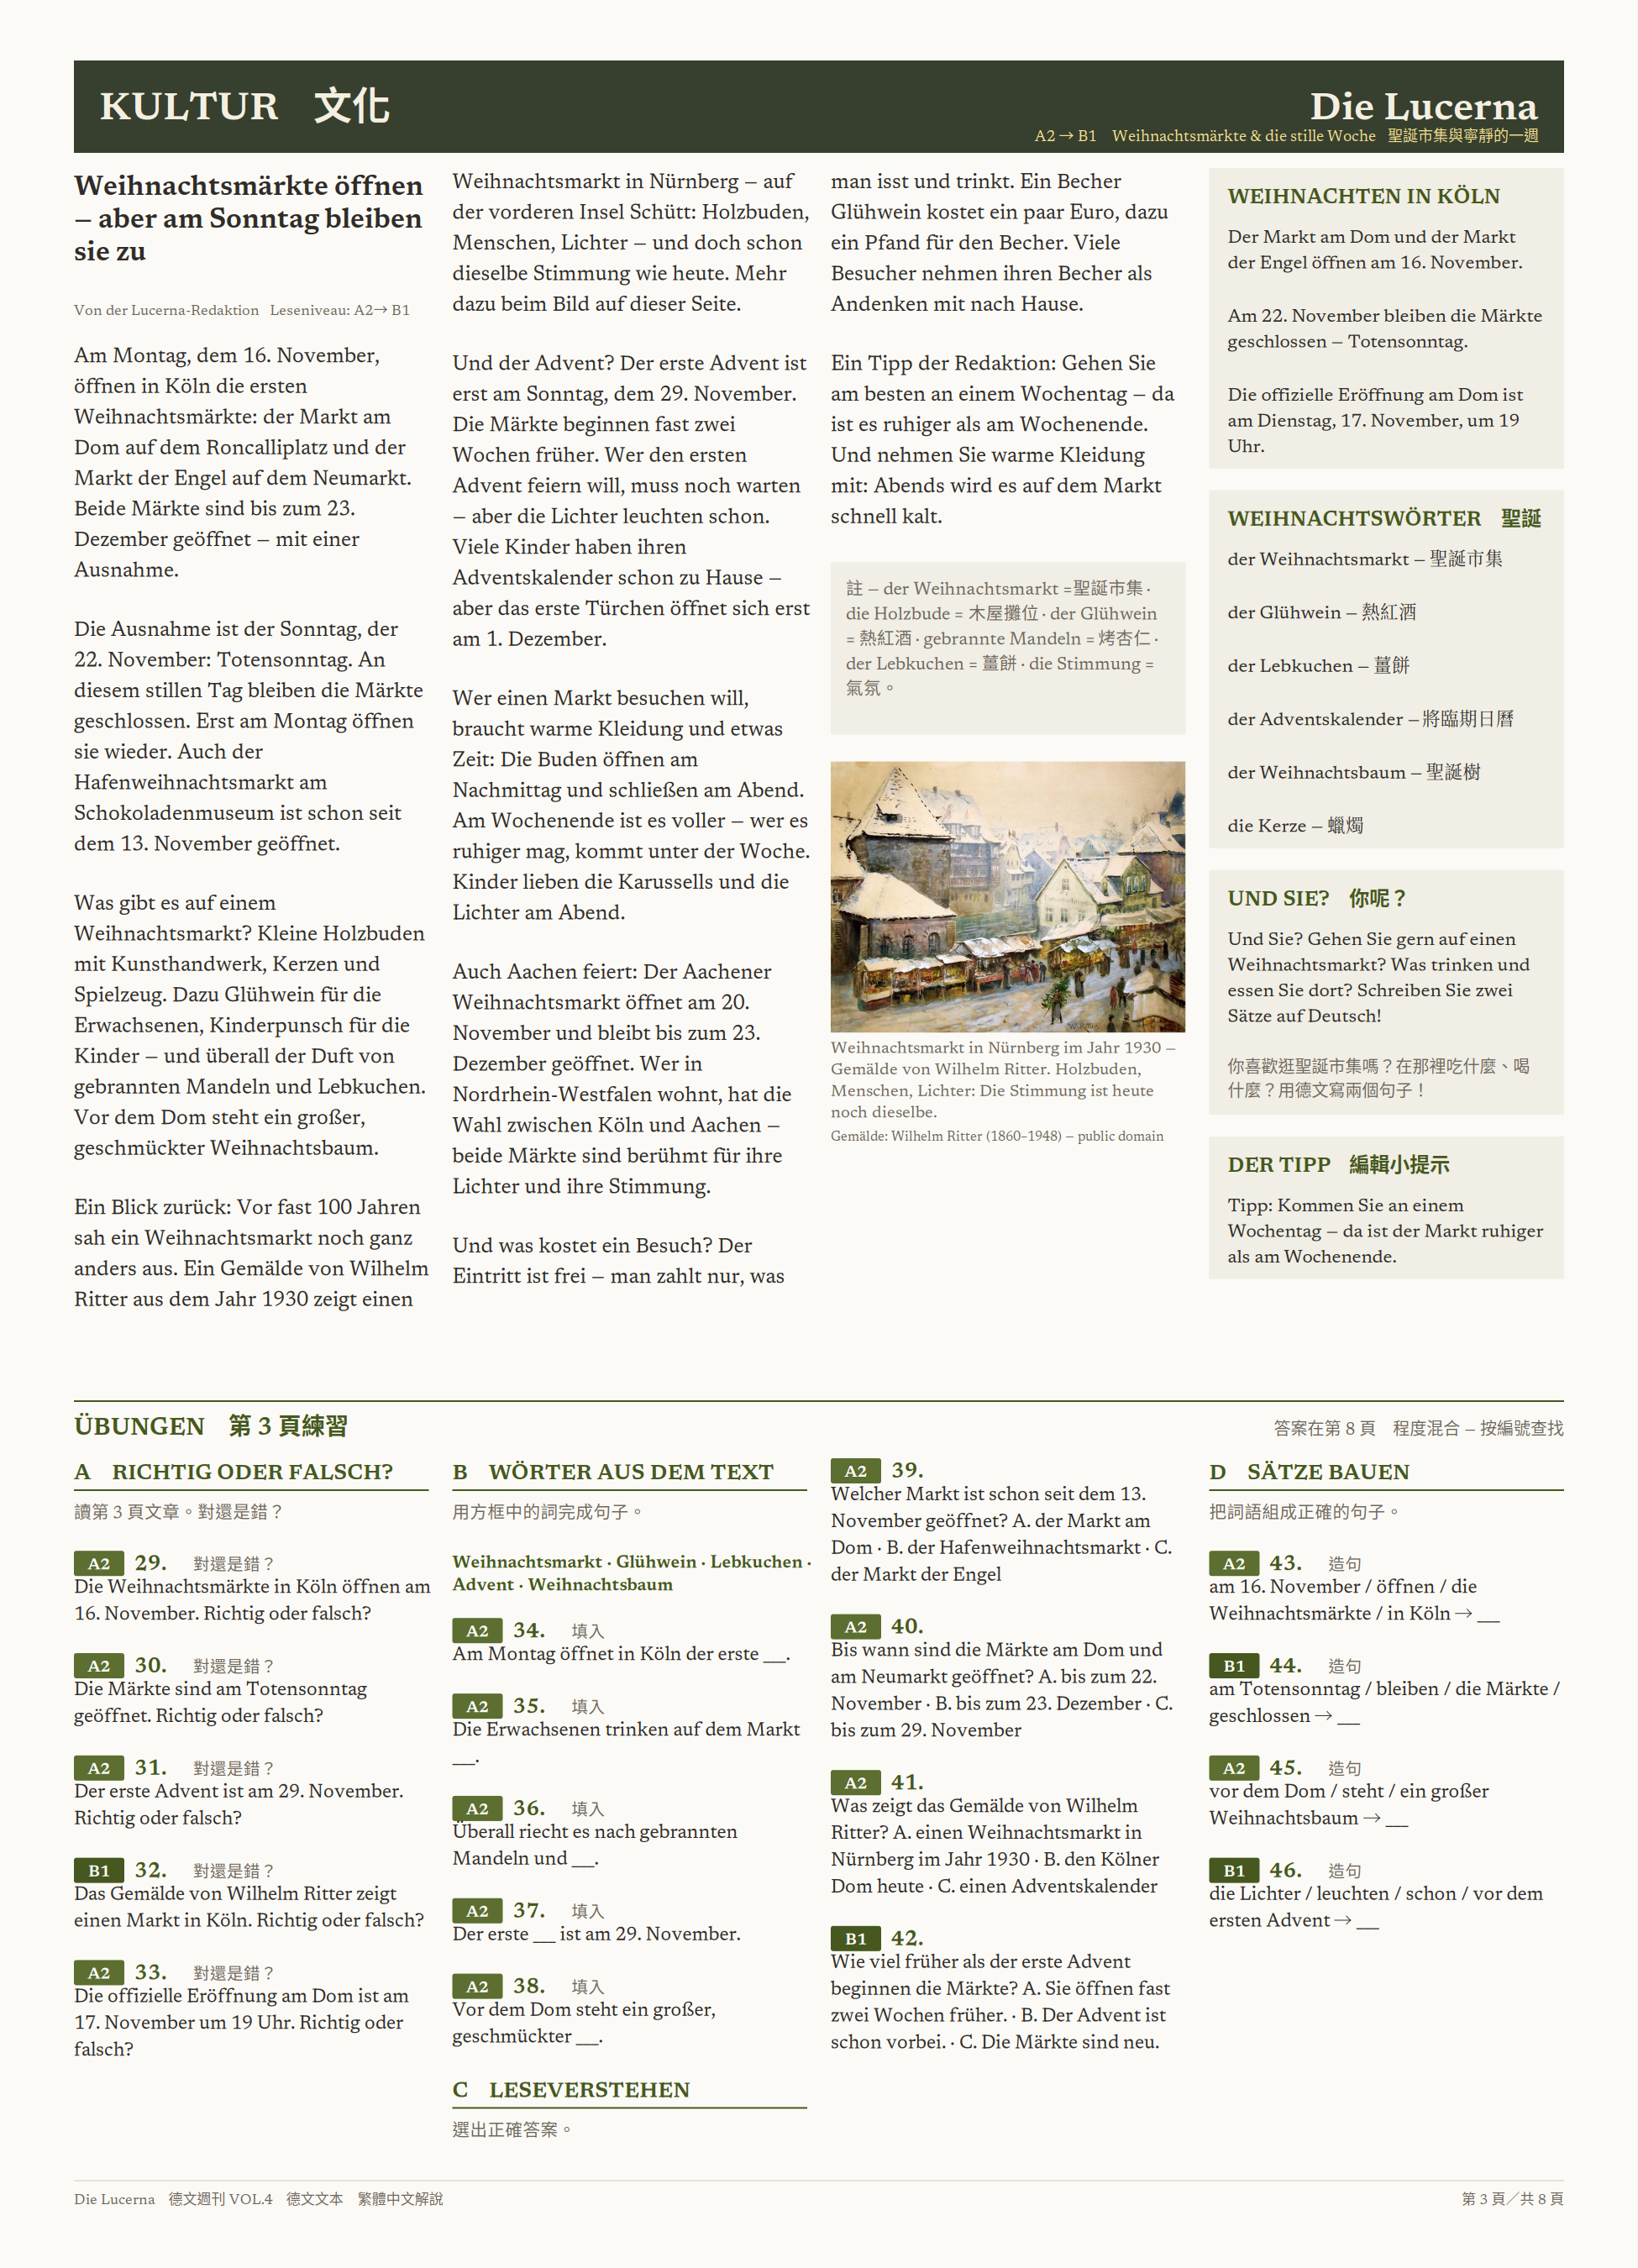 KULTUR 文化
Die Lucerna
A2 → B1 Weihnachtsmärkte & die stille Woche 聖誕市集與寧靜的一週
Weihnachtsmärkte öffnen
– aber am Sonntag bleiben
sie zu
Von der Lucerna-Redaktion Leseniveau: A2→ B1
Am Montag, dem 16. November,
öffnen in Köln die ersten
Weihnachtsmärkte: der Markt am
Dom auf dem Roncalliplatz und der
Markt der Engel auf dem Neumarkt.
Beide Märkte sind bis zum 23.
Dezember geöffnet – mit einer
Ausnahme.
Die Ausnahme ist der Sonntag, der
22. November: Totensonntag. An
diesem stillen Tag bleiben die Märkte
geschlossen. Erst am Montag öffnen
sie wieder. Auch der
Hafenweihnachtsmarkt am
Schokoladenmuseum ist schon seit
dem 13. November geöffnet.
Was gibt es auf einem
Weihnachtsmarkt? Kleine Holzbuden
mit Kunsthandwerk, Kerzen und
Spielzeug. Dazu Glühwein für die
Erwachsenen, Kinderpunsch für die
Kinder – und überall der Duft von
gebrannten Mandeln und Lebkuchen.
Vor dem Dom steht ein großer,
geschmückter Weihnachtsbaum.
Ein Blick zurück: Vor fast 100 Jahren
sah ein Weihnachtsmarkt noch ganz
anders aus. Ein Gemälde von Wilhelm
Ritter aus dem Jahr 1930 zeigt einen
Weihnachtsmarkt in Nürnberg – auf
der vorderen Insel Schütt: Holzbuden,
Menschen, Lichter – und doch schon
dieselbe Stimmung wie heute. Mehr
dazu beim Bild auf dieser Seite.
Und der Advent? Der erste Advent ist
erst am Sonntag, dem 29. November.
Die Märkte beginnen fast zwei
Wochen früher. Wer den ersten
Advent feiern will, muss noch warten
– aber die Lichter leuchten schon.
Viele Kinder haben ihren
Adventskalender schon zu Hause –
aber das erste Türchen öffnet sich erst
am 1. Dezember.
Wer einen Markt besuchen will,
braucht warme Kleidung und etwas
Zeit: Die Buden öffnen am
Nachmittag und schließen am Abend.
Am Wochenende ist es voller – wer es
ruhiger mag, kommt unter der Woche.
Kinder lieben die Karussells und die
Lichter am Abend.
Auch Aachen feiert: Der Aachener
Weihnachtsmarkt öffnet am 20.
November und bleibt bis zum 23.
Dezember geöffnet. Wer in
Nordrhein-Westfalen wohnt, hat die
Wahl zwischen Köln und Aachen –
beide Märkte sind berühmt für ihre
Lichter und ihre Stimmung.
Und was kostet ein Besuch? Der
Eintritt ist frei – man zahlt nur, was
man isst und trinkt. Ein Becher
Glühwein kostet ein paar Euro, dazu
ein Pfand für den Becher. Viele
Besucher nehmen ihren Becher als
Andenken mit nach Hause.
Ein Tipp der Redaktion: Gehen Sie
am besten an einem Wochentag – da
ist es ruhiger als am Wochenende.
Und nehmen Sie warme Kleidung
mit: Abends wird es auf dem Markt
schnell kalt.
註 – der Weihnachtsmarkt =聖誕市集 ·
die Holzbude = 木屋攤位 · der Glühwein
= 熱紅酒 · gebrannte Mandeln = 烤杏仁 ·
der Lebkuchen = 薑餅 · die Stimmung =
氣氛。
Weihnachtsmarkt in Nürnberg im Jahr 1930 –
Gemälde von Wilhelm Ritter. Holzbuden,
Menschen, Lichter: Die Stimmung ist heute
noch dieselbe.
Gemälde: Wilhelm Ritter (1860–1948) – public domain
WEIHNACHTEN IN KÖLN
Der Markt am Dom und der Markt
der Engel öffnen am 16. November.
Am 22. November bleiben die Märkte
geschlossen – Totensonntag.
Die offizielle Eröffnung am Dom ist
am Dienstag, 17. November, um 19
Uhr.
WEIHNACHTSWÖRTER 聖誕
der Weihnachtsmarkt – 聖誕市集
der Glühwein – 熱紅酒
der Lebkuchen – 薑餅
der Adventskalender – 將臨期日曆
der Weihnachtsbaum – 聖誕樹
die Kerze – 蠟燭
UND SIE? 你呢？
Und Sie? Gehen Sie gern auf einen
Weihnachtsmarkt? Was trinken und
essen Sie dort? Schreiben Sie zwei
Sätze auf Deutsch!
你喜歡逛聖誕市集嗎？在那裡吃什麼、喝
什麼？用德文寫兩個句子！
DER TIPP 編輯小提示
Tipp: Kommen Sie an einem
Wochentag – da ist der Markt ruhiger
als am Wochenende.
ÜBUNGEN 第 3 頁練習
答案在第 8 頁 程度混合 – 按編號查找
A RICHTIG ODER FALSCH?
讀第 3 頁文章。對還是錯？
A2 29. 對還是錯？
Die Weihnachtsmärkte in Köln öffnen am
16. November. Richtig oder falsch?
A2 30. 對還是錯？
Die Märkte sind am Totensonntag
geöffnet. Richtig oder falsch?
A2 31. 對還是錯？
Der erste Advent ist am 29. November.
Richtig oder falsch?
B1 32. 對還是錯？
Das Gemälde von Wilhelm Ritter zeigt
einen Markt in Köln. Richtig oder falsch?
A2 33. 對還是錯？
Die offizielle Eröffnung am Dom ist am
17. November um 19 Uhr. Richtig oder
falsch?
B WÖRTER AUS DEM TEXT
用方框中的詞完成句子。
Weihnachtsmarkt · Glühwein · Lebkuchen ·
Advent · Weihnachtsbaum
A2 34. 填入
Am Montag öffnet in Köln der erste ___.
A2 35. 填入
Die Erwachsenen trinken auf dem Markt
___.
A2 36. 填入
Überall riecht es nach gebrannten
Mandeln und ___.
A2 37. 填入
Der erste ___ ist am 29. November.
A2 38. 填入
Vor dem Dom steht ein großer,
geschmückter ___.
C LESEVERSTEHEN
選出正確答案。
A2 39.
Welcher Markt ist schon seit dem 13.
November geöffnet? A. der Markt am
Dom · B. der Hafenweihnachtsmarkt · C.
der Markt der Engel
A2 40.
Bis wann sind die Märkte am Dom und
am Neumarkt geöffnet? A. bis zum 22.
November · B. bis zum 23. Dezember · C.
bis zum 29. November
A2 41.
Was zeigt das Gemälde von Wilhelm
Ritter? A. einen Weihnachtsmarkt in
Nürnberg im Jahr 1930 · B. den Kölner
Dom heute · C. einen Adventskalender
B1 42.
Wie viel früher als der erste Advent
beginnen die Märkte? A. Sie öffnen fast
zwei Wochen früher. · B. Der Advent ist
schon vorbei. · C. Die Märkte sind neu.
D SÄTZE BAUEN
把詞語組成正確的句子。
A2 43. 造句
am 16. November / öffnen / die
Weihnachtsmärkte / in Köln → ___
B1 44. 造句
am Totensonntag / bleiben / die Märkte /
geschlossen → ___
A2 45. 造句
vor dem Dom / steht / ein großer
Weihnachtsbaum → ___
B1 46. 造句
die Lichter / leuchten / schon / vor dem
ersten Advent → ___
Die Lucerna 德文週刊 VOL.4 德文文本 繁體中文解說
第 3 頁／共 8 頁